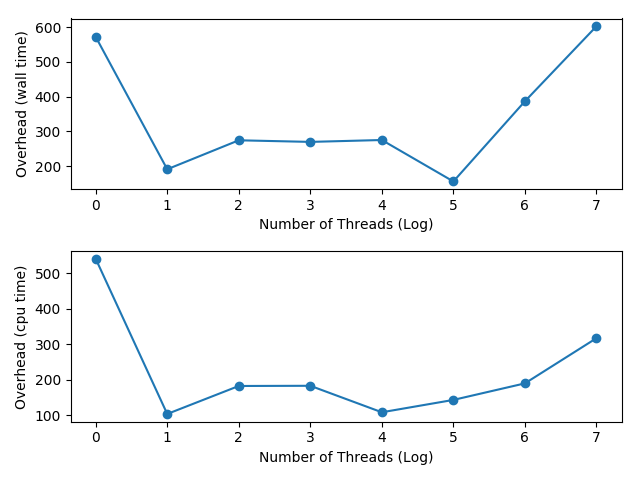 600
500
400
300
200
Overhead (wall time)
0 1 2 3 4 5 6 7
Number of Threads (Log)
500
400
300
200
100
Overhead (cpu time)
0 1 2 3 4 5 6 7
Number of Threads (Log)